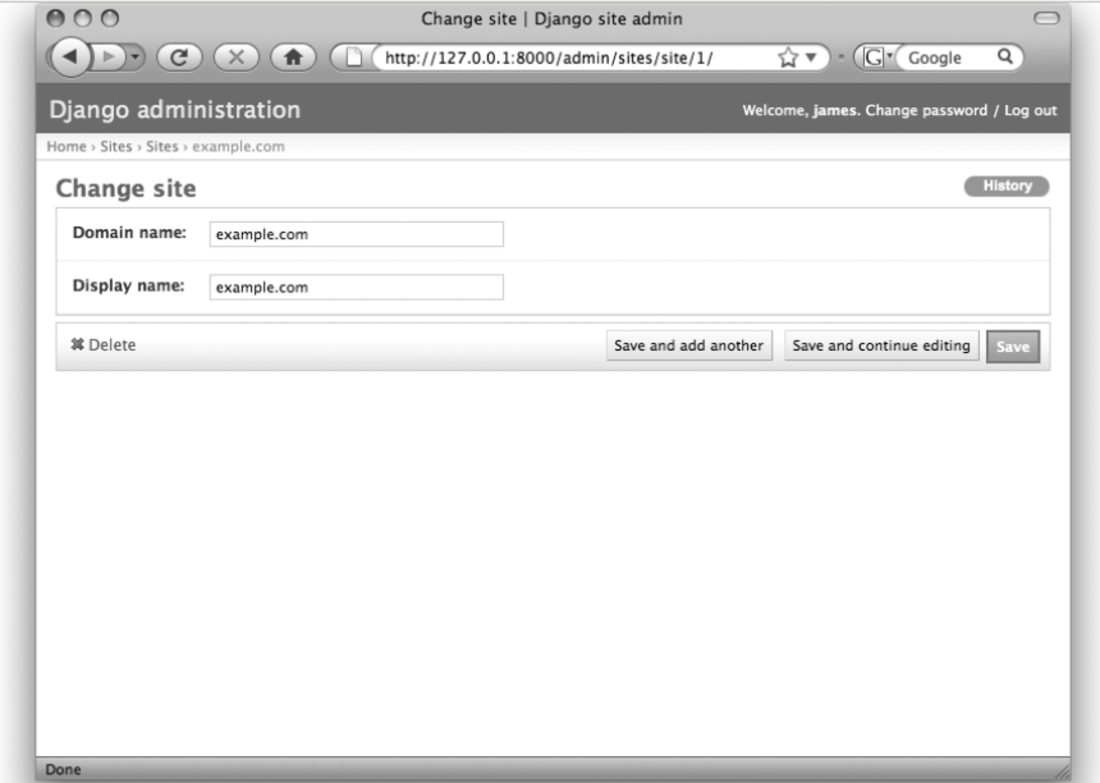 Change site | Django site admin
http://127.0.0.1:8000/admin/sites/site/1/
G Google
Django administration
Welcome, james. Change password / Log out
Home › Sites › Sites › example.com
Change site
History
Domain name: example.com
Display name: example.com
✖ Delete
Save and add another
Save and continue editing
Save
Done